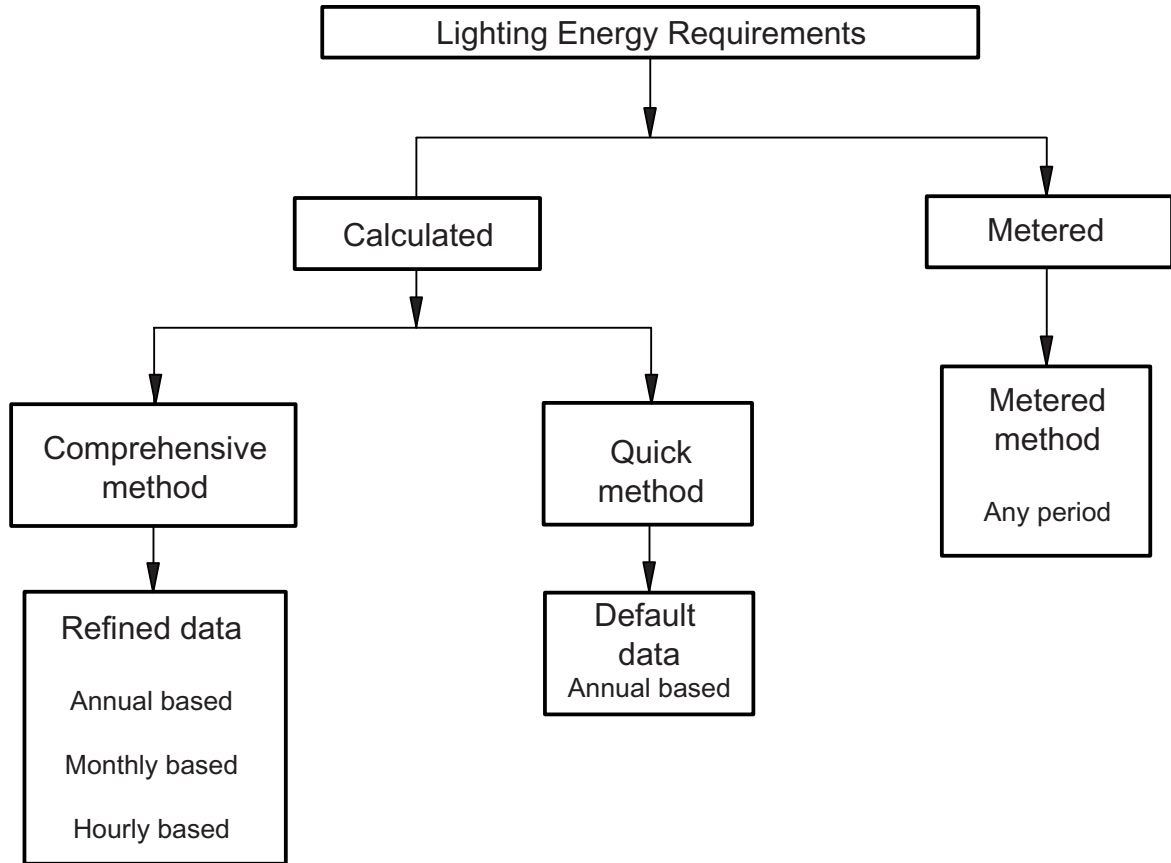 Lighting Energy Requirements
Calculated
Metered
Comprehensive
method
Quick
method
Metered
method
Any period
Refined data
Annual based
Monthly based
Hourly based
Default
data
Annual based